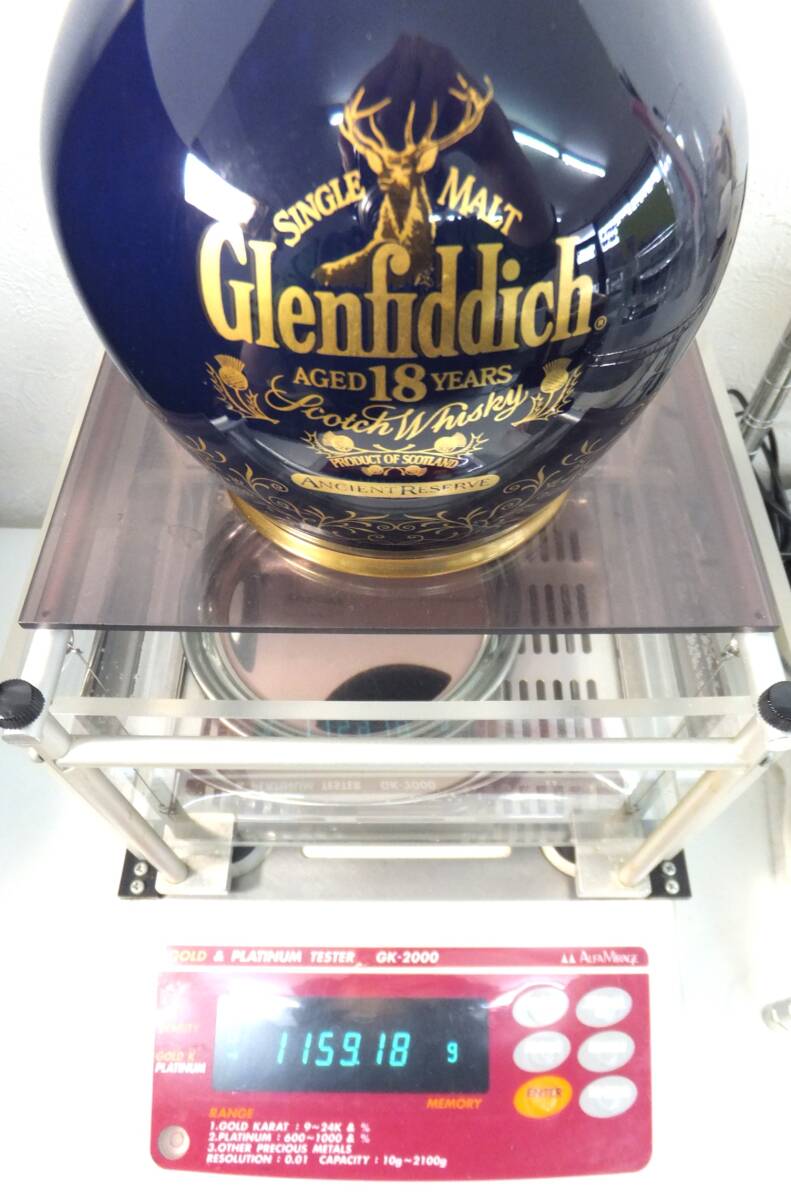 SINGLE MALT
Glenfiddich®
AGED 18 YEARS
Scotch Whisky
PRODUCT OF SCOTLAND
ANCIENT RESERVE
GOLD & PLATINUM TESTER GK-2000
ALFA MIRAGE
GOLD K
PLATINUM
1159.18 g
MEMORY
ENTER
RANGE
1.GOLD KARAT : 9~24K & %
2.PLATINUM : 600~1000 & %
3.OTHER PRECIOUS METALS
RESOLUTION : 0.01 CAPACITY : 10g~2100g